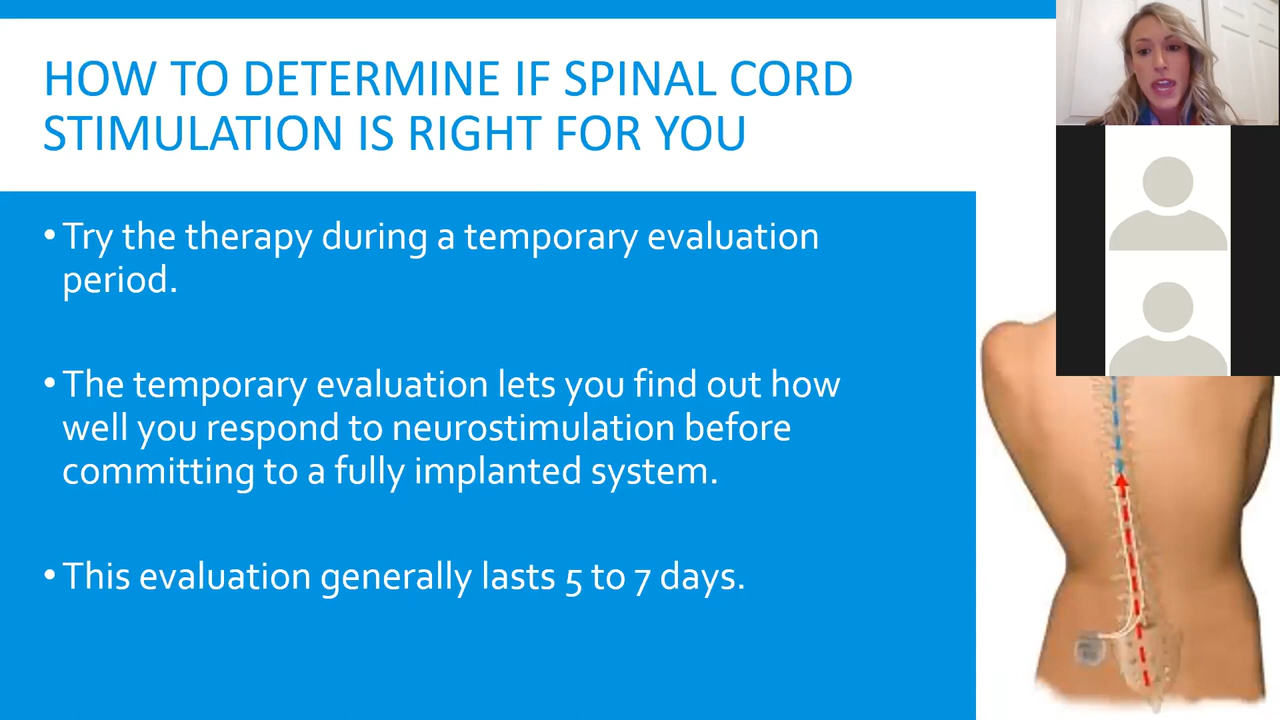 HOW TO DETERMINE IF SPINAL CORD
STIMULATION IS RIGHT FOR YOU
• Try the therapy during a temporary evaluation
period.
• The temporary evaluation lets you find out how
well you respond to neurostimulation before
committing to a fully implanted system.
• This evaluation generally lasts 5 to 7 days.